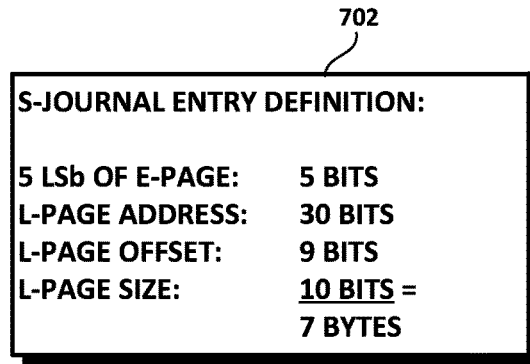 702
S-JOURNAL ENTRY DEFINITION:
5 LSb OF E-PAGE: 5 BITS
L-PAGE ADDRESS: 30 BITS
L-PAGE OFFSET: 9 BITS
L-PAGE SIZE: 10 BITS =
7 BYTES